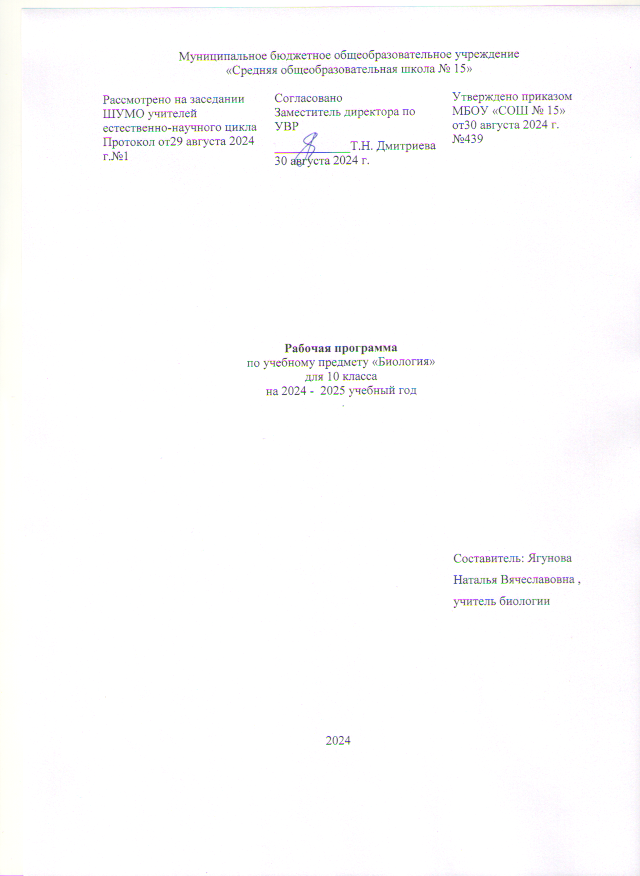 Муниципальное бюджетное общеобразовательное учреждение
«Средняя общеобразовательная школа № 15»
Рассмотрено на заседании
ШУМО учителей
естественно-научного цикла
Протокол от29 августа 2024
г.№1
Согласовано
Заместитель директора по
УВР
____________Т.Н. Дмитриева
30 августа 2024 г.
Утверждено приказом
МБОУ «СОШ № 15»
от30 августа 2024 г.
№439
Рабочая программа
по учебному предмету «Биология»
для 10 класса
на 2024 - 2025 учебный год
Составитель: Ягунова
Наталья Вячеславовна ,
учитель биологии
2024